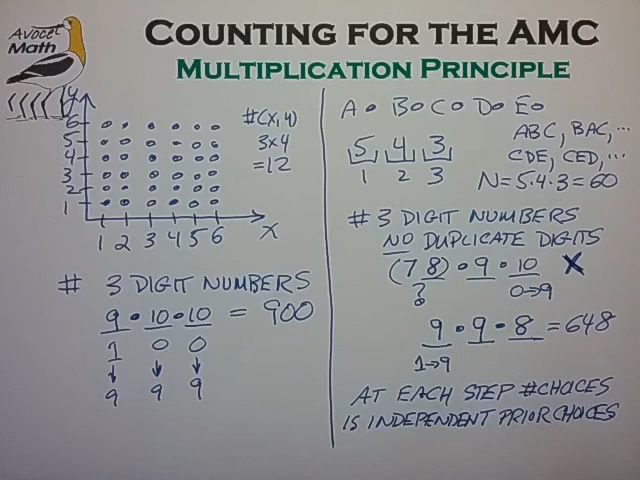 Avocet
Math
COUNTING FOR THE AMC
MULTIPLICATION PRINCIPLE
y
6
5
4
3
2
1
1 2 3 4 5 6 X
#(X,Y)
3x4
=12
# 3 DIGIT NUMBERS
9 • 10 • 10 = 900
1 0 0
↓ ↓ ↓
9 9 9
A • B • C • D • E •
5 4 3
1 2 3
ABC, BAC, ...
CDE, CED, ...
N = 5•4•3 = 60
# 3 DIGIT NUMBERS
NO DUPLICATE DIGITS
(7 8) • 9 • 10 X
? 0→9
9 • 9 • 8 = 648
1→9
AT EACH STEP #CHOICES
IS INDEPENDENT PRIOR CHOICES